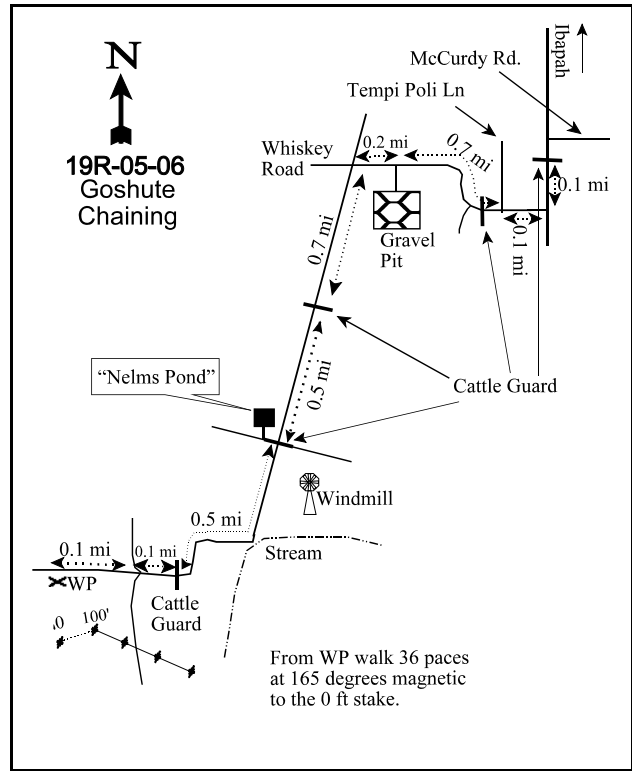 N
19R-05-06
Goshute
Chaining
Ibapah
McCurdy Rd.
Tempi Poli Ln
Whiskey
Road
0.2 mi
0.7 mi
0.1 mi
0.1 mi
Gravel
Pit
0.7 mi
Cattle Guard
0.5 mi
“Nelms Pond”
Windmill
0.5 mi
Stream
0.1 mi
0.1 mi
WP
Cattle
Guard
100'
From WP walk 36 paces
at 165 degrees magnetic
to the 0 ft stake.